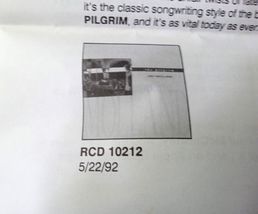 it's the classic songwriting style of the b
PILGRIM, and it's as vital today as ever
RCD 10212
5/22/92